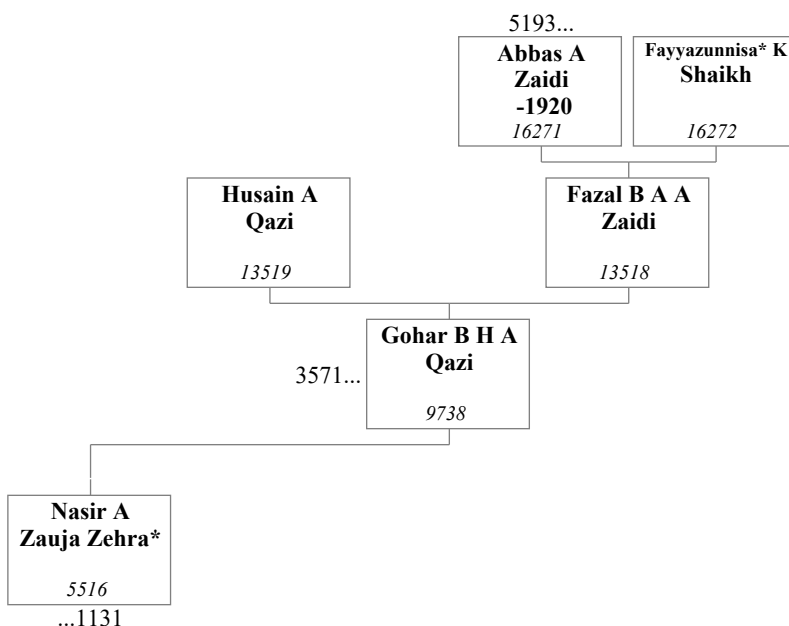 5193...
Abbas A
Zaidi
-1920
16271
Fayyazunnisa* K
Shaikh
16272
Husain A
Qazi
13519
Fazal B A A
Zaidi
13518
Gohar B H A
Qazi
9738
3571...
Nasir A
Zauja Zehra*
5516
...1131